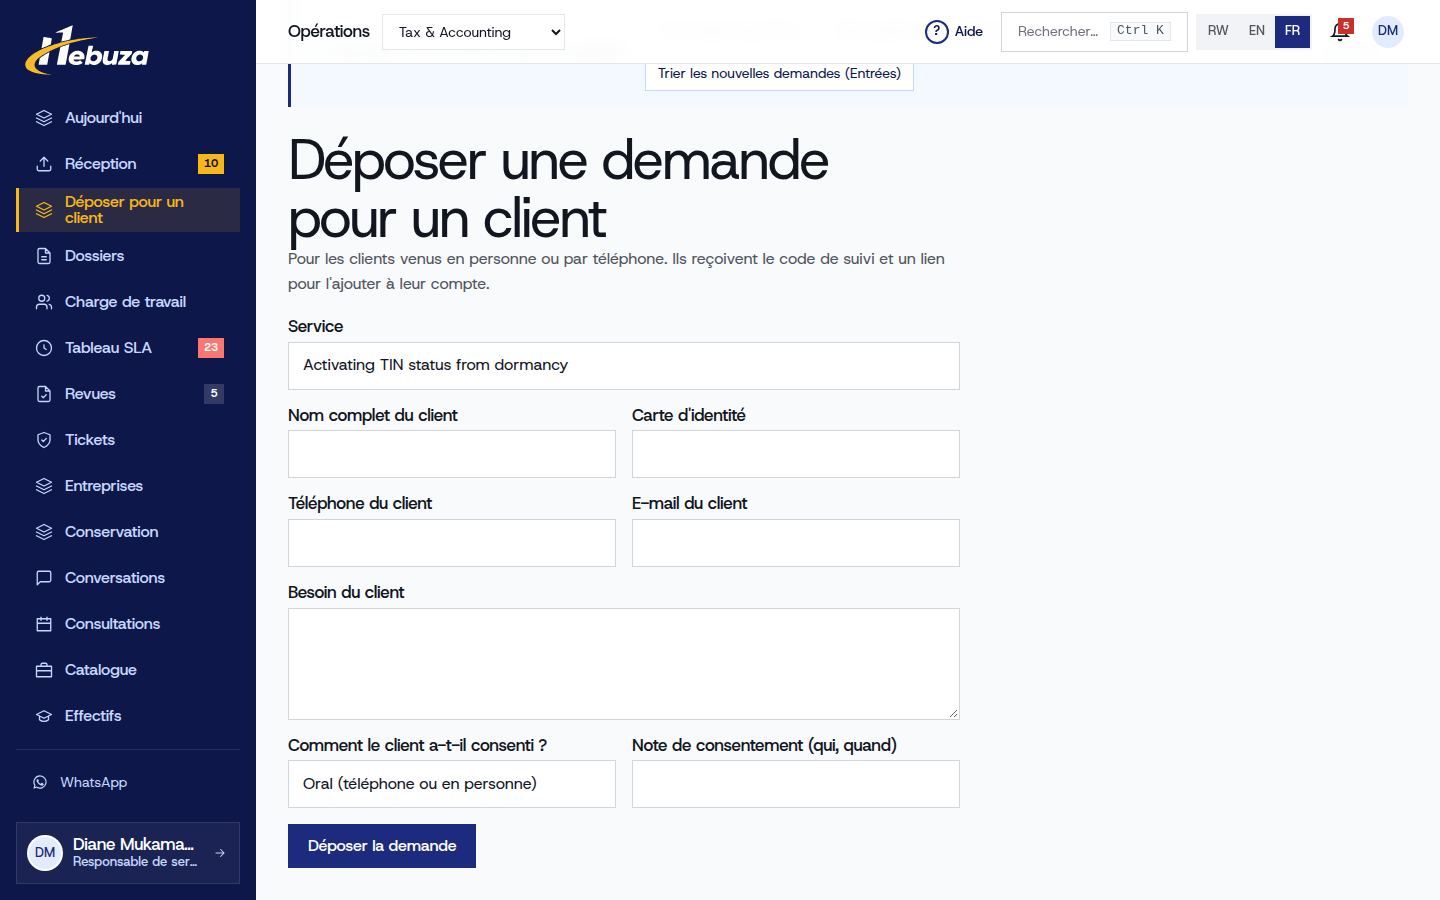 Hebuza
Opérations
Tax & Accounting
? Aide
Rechercher...
Ctrl K
RW
EN
FR
5
DM
Trier les nouvelles demandes (Entrées)
Aujourd'hui
Réception
10
Déposer pour un
client
Dossiers
Charge de travail
Tableau SLA
23
Revues
5
Tickets
Entreprises
Conservation
Conversations
Consultations
Catalogue
Effectifs
WhatsApp
DM
Diane Mukama...
Responsable de ser...
Déposer une demande
pour un client
Pour les clients venus en personne ou par téléphone. Ils reçoivent le code de suivi et un lien
pour l'ajouter à leur compte.
Service
Activating TIN status from dormancy
Nom complet du client
Carte d'identité
Téléphone du client
E-mail du client
Besoin du client
Comment le client a-t-il consenti ?
Note de consentement (qui, quand)
Oral (téléphone ou en personne)
Déposer la demande